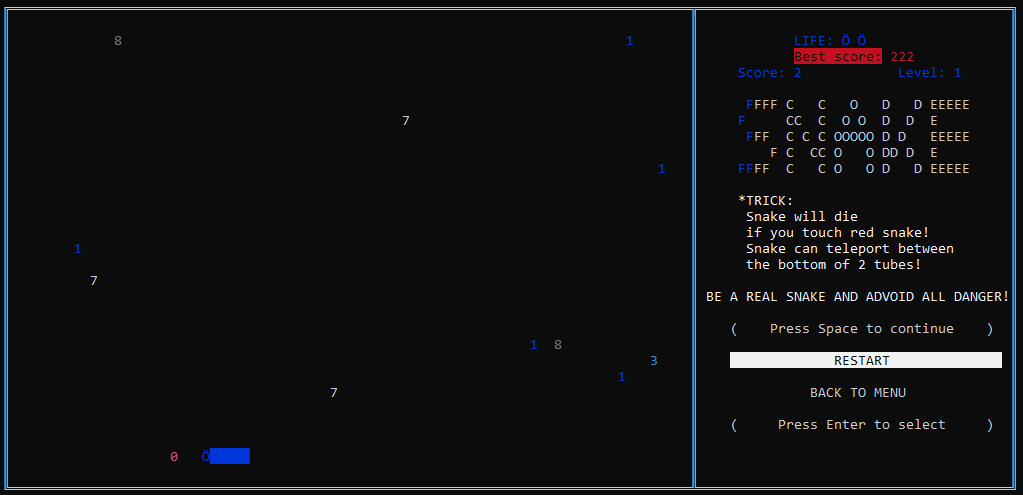 8
1
LIFE: Ö Ö
Best score: 222
Score: 2 Level: 1
FFFF C C O D D EEEEE
7
F CC C O O D D D E
FFF C C C OOOOO D D EEEEE
F C CC O O DD D E
1
FFFF C C O O D D EEEEE
*TRICK:
Snake will die
if you touch red snake!
1
Snake can teleport between
the bottom of 2 tubes!
7
BE A REAL SNAKE AND ADVOID ALL DANGER!
( Press Space to continue )
1 8
3
RESTART
1
7
BACK TO MENU
( Press Enter to select )
0 Ö